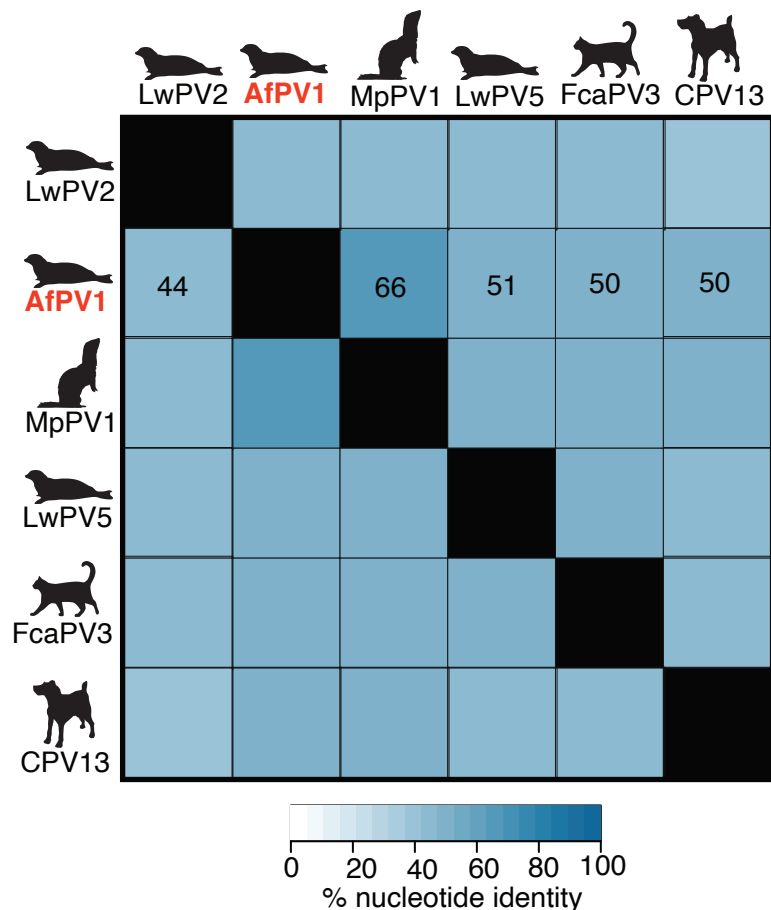 LwPV2 AfPV1 MpPV1 LwPV5 FcaPV3 CPV13
LwPV2
AfPV1 44 66 51 50 50
MpPV1
LwPV5
FcaPV3
CPV13
0 20 40 60 80 100
% nucleotide identity